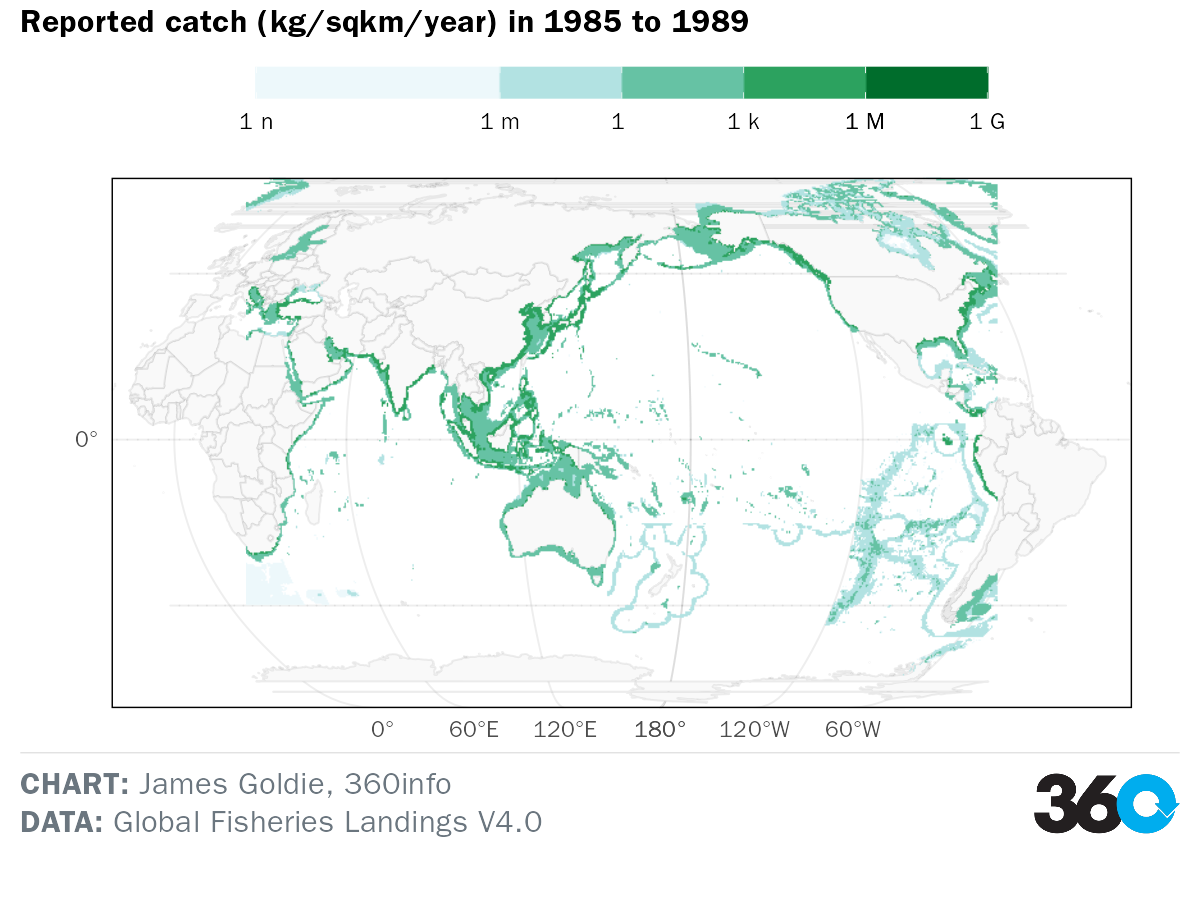 Reported catch (kg/sqkm/year) in 1985 to 1989
1 n 1 m 1 1 k 1 M 1 G
0°
0° 60°E 120°E 180° 120°W 60°W
CHART: James Goldie, 360info
DATA: Global Fisheries Landings V4.0
360